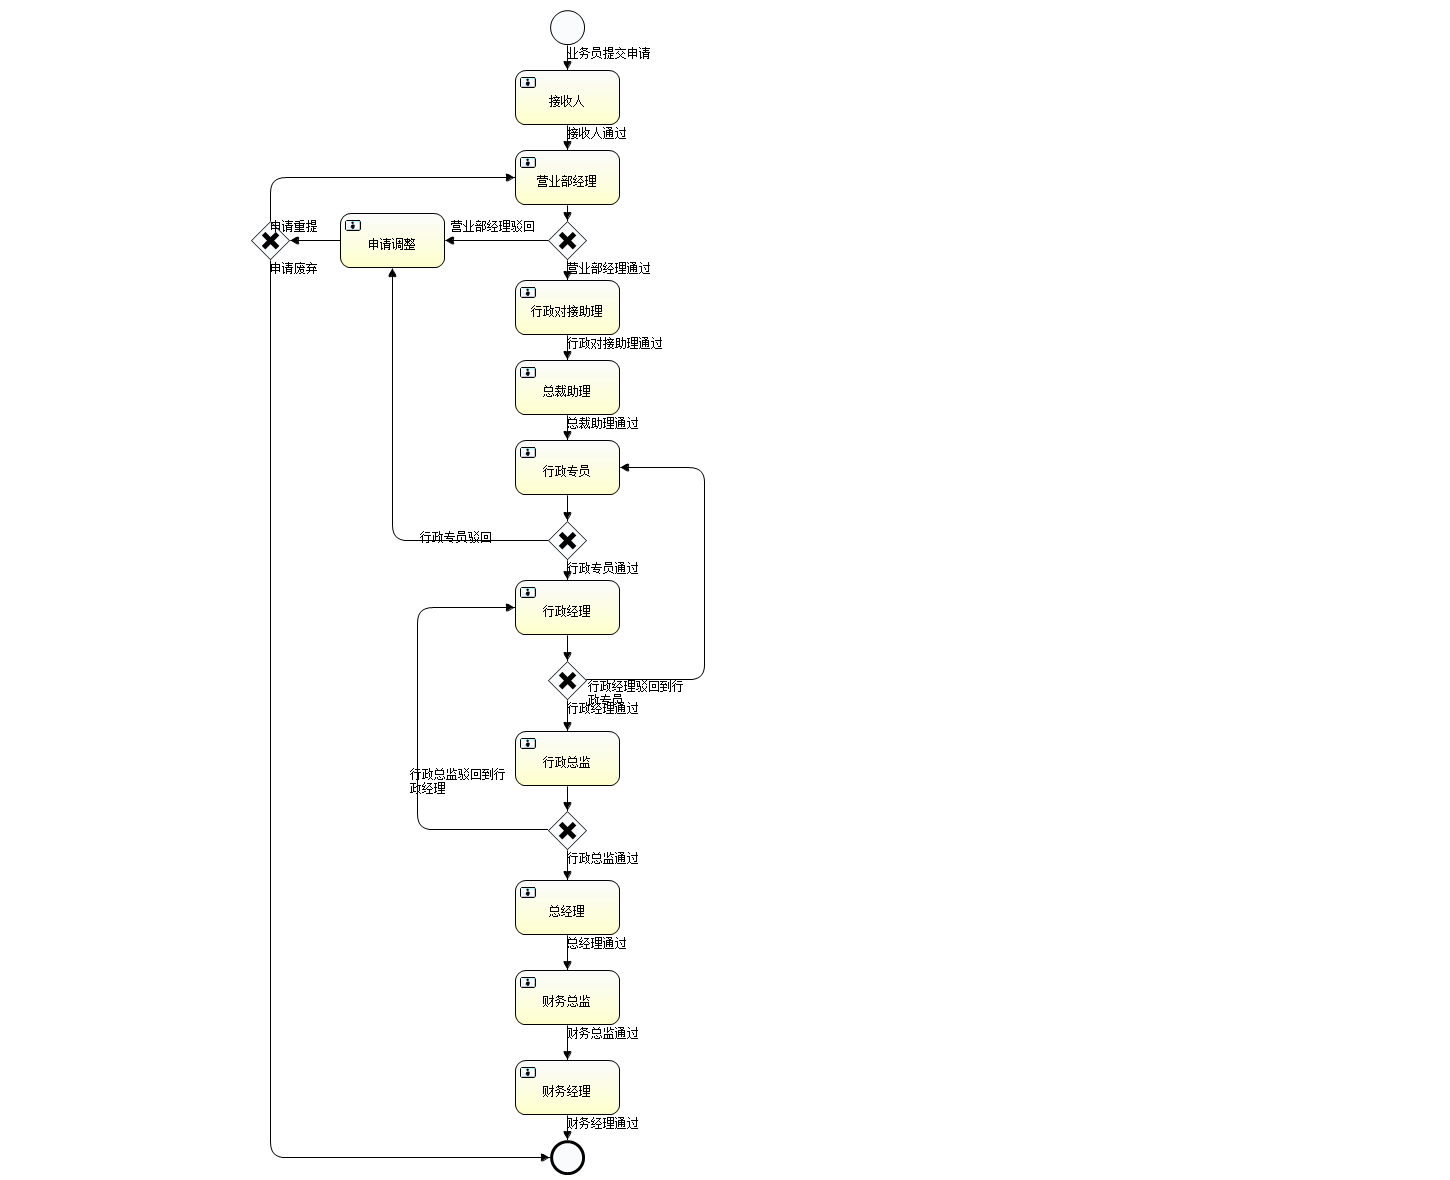 业务员提交申请
接收人
接收人通过
营业部经理
申请重提
营业部经理驳回
申请调整
申请废弃
营业部经理通过
行政对接助理
行政对接助理通过
总裁助理
总裁助理通过
行政专员
行政专员驳回
行政专员通过
行政经理
行政经理驳回到行
政专员
行政经理通过
行政总监
行政总监驳回到行
政经理
行政总监通过
总经理
总经理通过
财务总监
财务总监通过
财务经理
财务经理通过